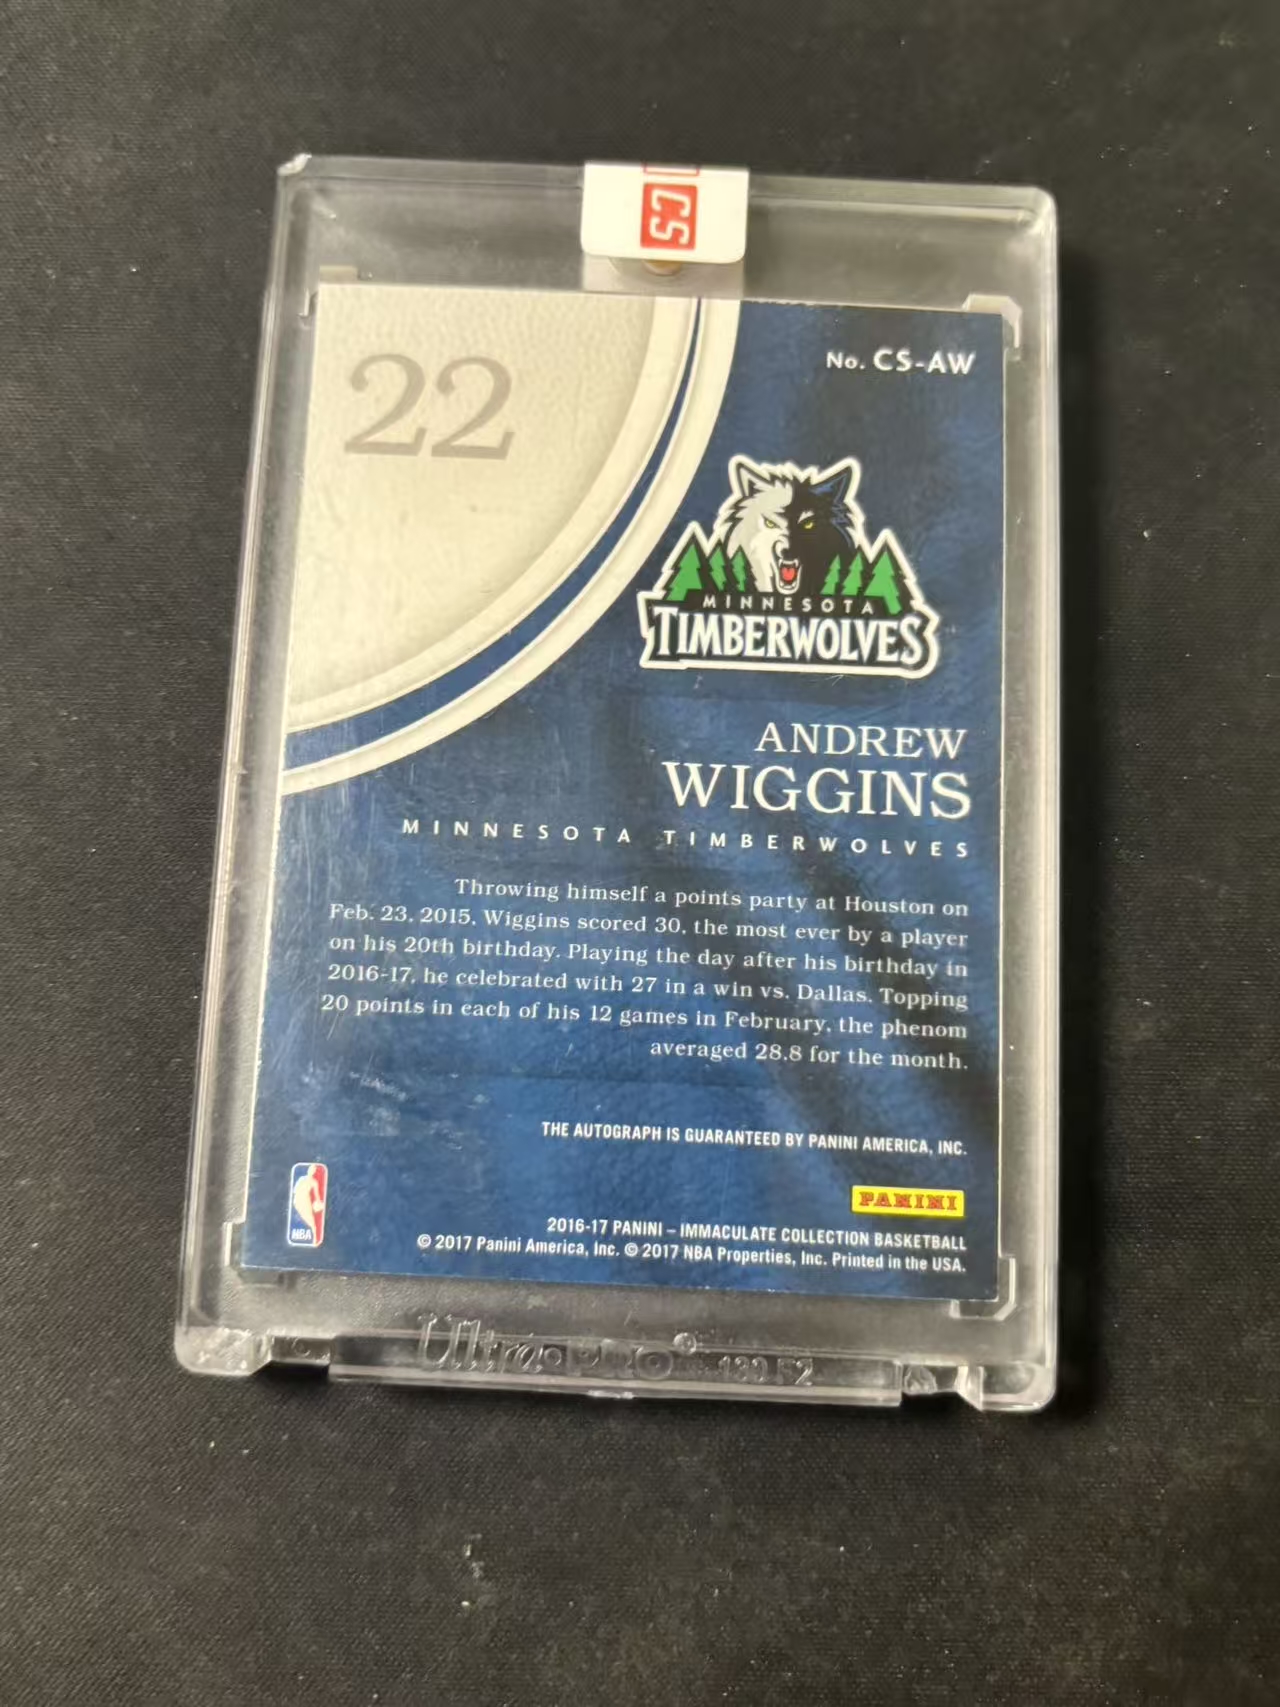 CS
22
No. CS-AW
MINNESOTA
TIMBERWOLVES
ANDREW
WIGGINS
MINNESOTA TIMBERWOLVES
Throwing himself a points party at Houston on
Feb. 23, 2015, Wiggins scored 30, the most ever by a player
on his 20th birthday. Playing the day after his birthday in
2016-17, he celebrated with 27 in a win vs. Dallas. Topping
20 points in each of his 12 games in February, the phenom
averaged 28.8 for the month.
THE AUTOGRAPH IS GUARANTEED BY PANINI AMERICA, INC.
PANINI
NBA
2016-17 PANINI – IMMACULATE COLLECTION BASKETBALL
© 2017 Panini America, Inc. © 2017 NBA Properties, Inc. Printed in the USA.
Ultra PRO®